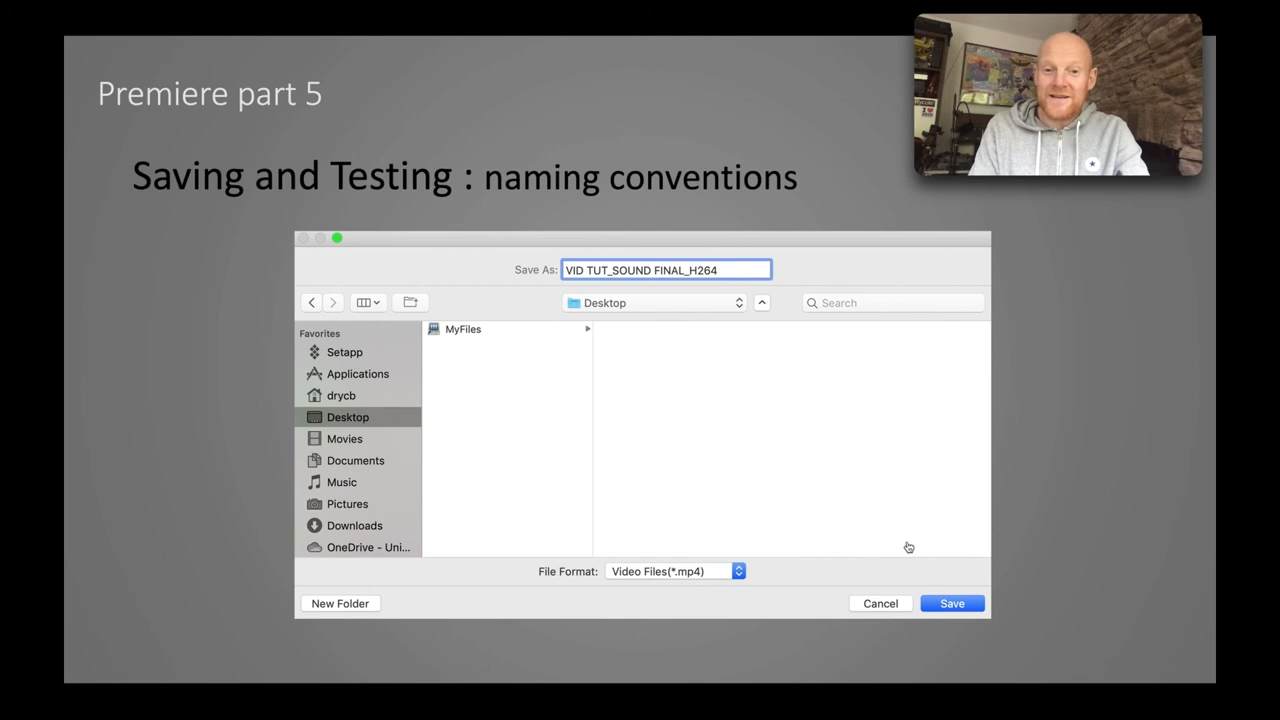 Premiere part 5
Saving and Testing : naming conventions
Save As: VID TUT_SOUND FINAL_H264
Desktop
Search
Favorites
MyFiles
Setapp
Applications
drycb
Desktop
Movies
Documents
Music
Pictures
Downloads
OneDrive - Uni...
File Format: Video Files(*.mp4)
New Folder
Cancel
Save